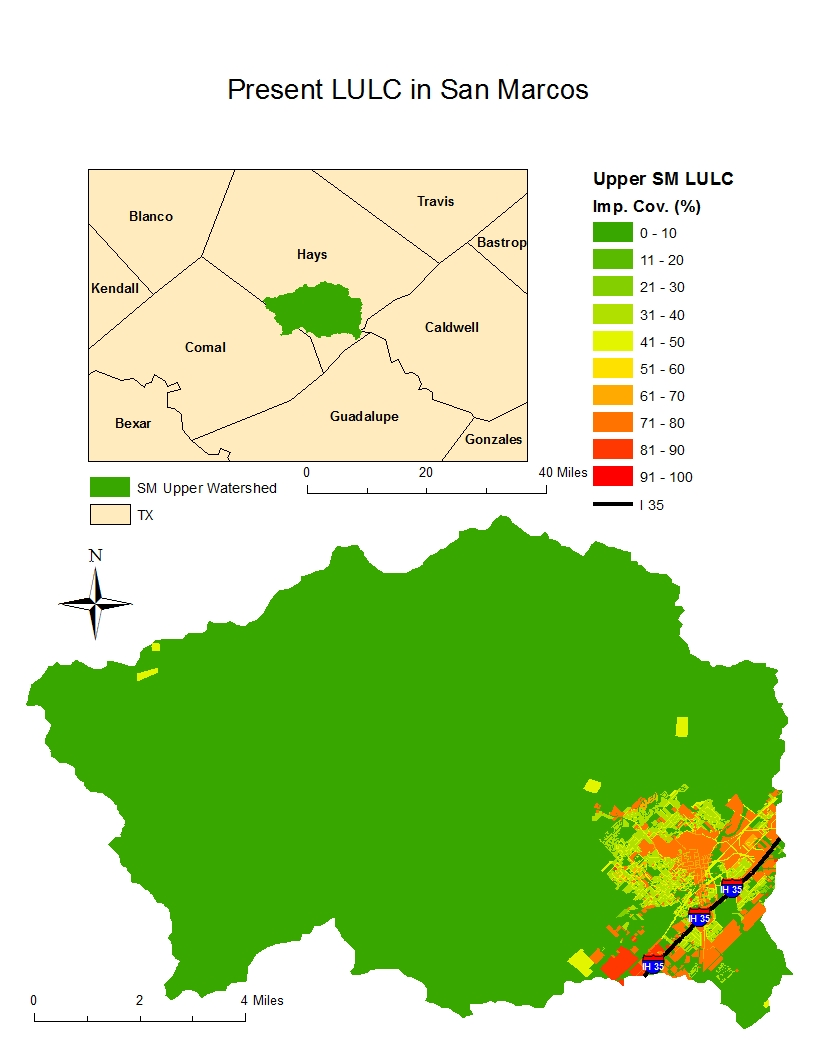 Present LULC in San Marcos
Blanco
Travis
Bastrop
Hays
Kendall
Caldwell
Comal
Guadalupe
Bexar
Gonzales
Upper SM LULC
Imp. Cov. (%)
0 - 10
11 - 20
21 - 30
31 - 40
41 - 50
51 - 60
61 - 70
71 - 80
81 - 90
91 - 100
I 35
SM Upper Watershed
TX
0 20 40 Miles
N
IH 35
IH 35
IH 35
0 2 4 Miles